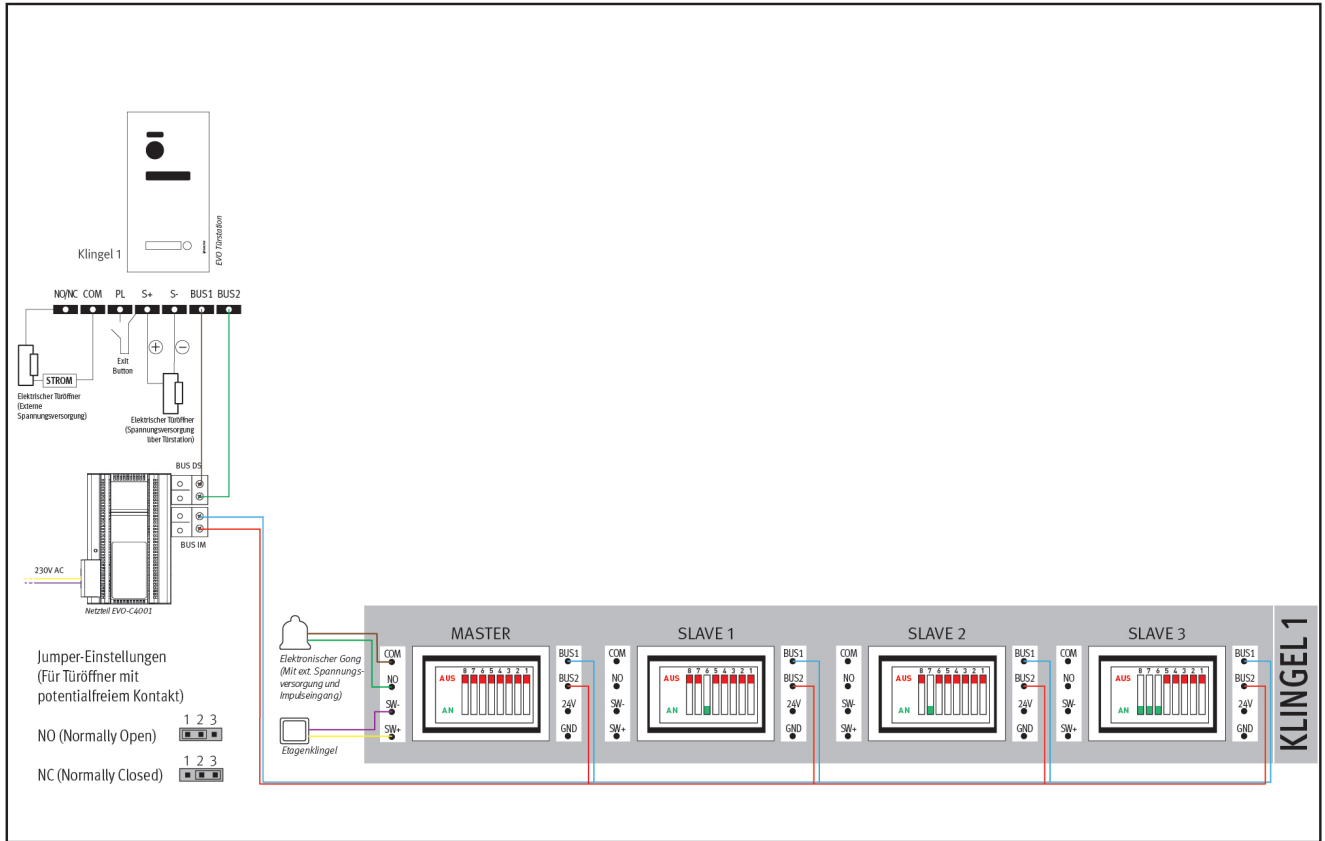 Klingel 1
EVO Türstation
NO/NC COM PL S+ S- BUS1 BUS2
Exit
Button
+ −
STROM
Elektrischer Türöffner
(Externe
Spannungsversorgung)
Elektrischer Türöffner
(Spannungsversorgung
über Türstation)
BUS DS
BUS IM
230V AC
Netzteil EVO-C4001
Jumper-Einstellungen
(Für Türöffner mit
potentialfreiem Kontakt)
1 2 3
NO (Normally Open)
1 2 3
NC (Normally Closed)
Elektronischer Gong
(Mit ext. Spannungs-
versorgung und
Impulseingang)
Etagenklingel
MASTER
COM
NO
SW-
SW+
8 7 6 5 4 3 2 1
AUS
AN
BUS1
BUS2
24V
GND
SLAVE 1
COM
NO
SW-
SW+
8 7 6 5 4 3 2 1
AUS
AN
BUS1
BUS2
24V
GND
SLAVE 2
COM
NO
SW-
SW+
8 7 6 5 4 3 2 1
AUS
AN
BUS1
BUS2
24V
GND
SLAVE 3
COM
NO
SW-
SW+
8 7 6 5 4 3 2 1
AUS
AN
BUS1
BUS2
24V
GND
KLINGEL 1